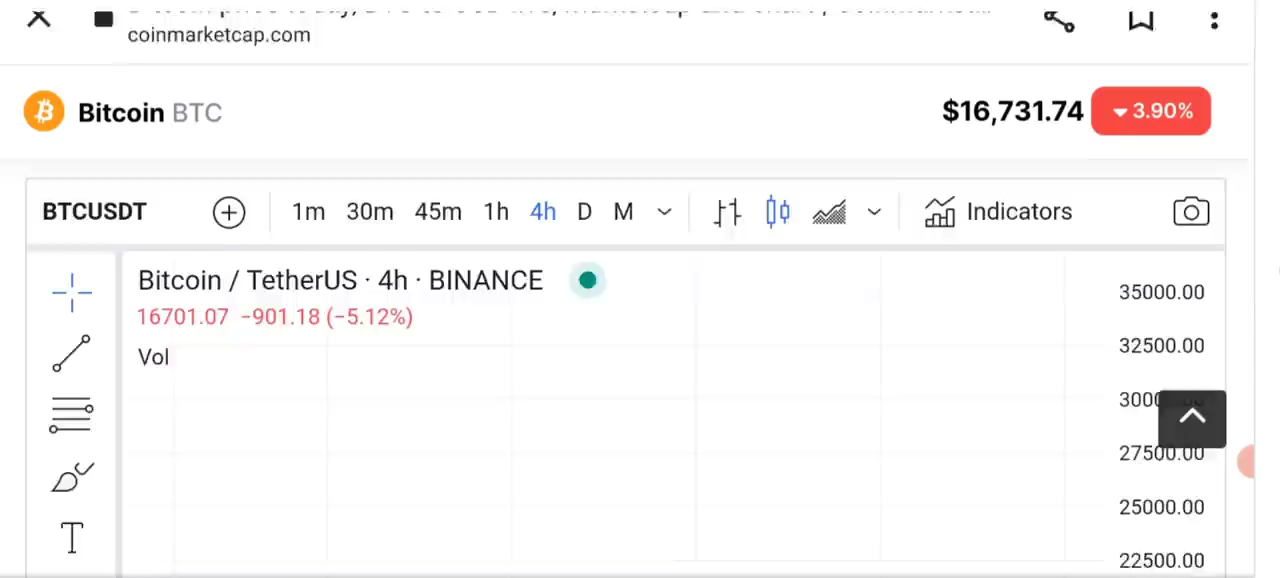 coinmarketcap.com
Bitcoin BTC
$16,731.74 3.90%
BTCUSDT 1m 30m 45m 1h 4h D M Indicators
Bitcoin / TetherUS · 4h · BINANCE
16701.07 −901.18 (−5.12%)
Vol
35000.00
32500.00
27500.00
25000.00
22500.00
T